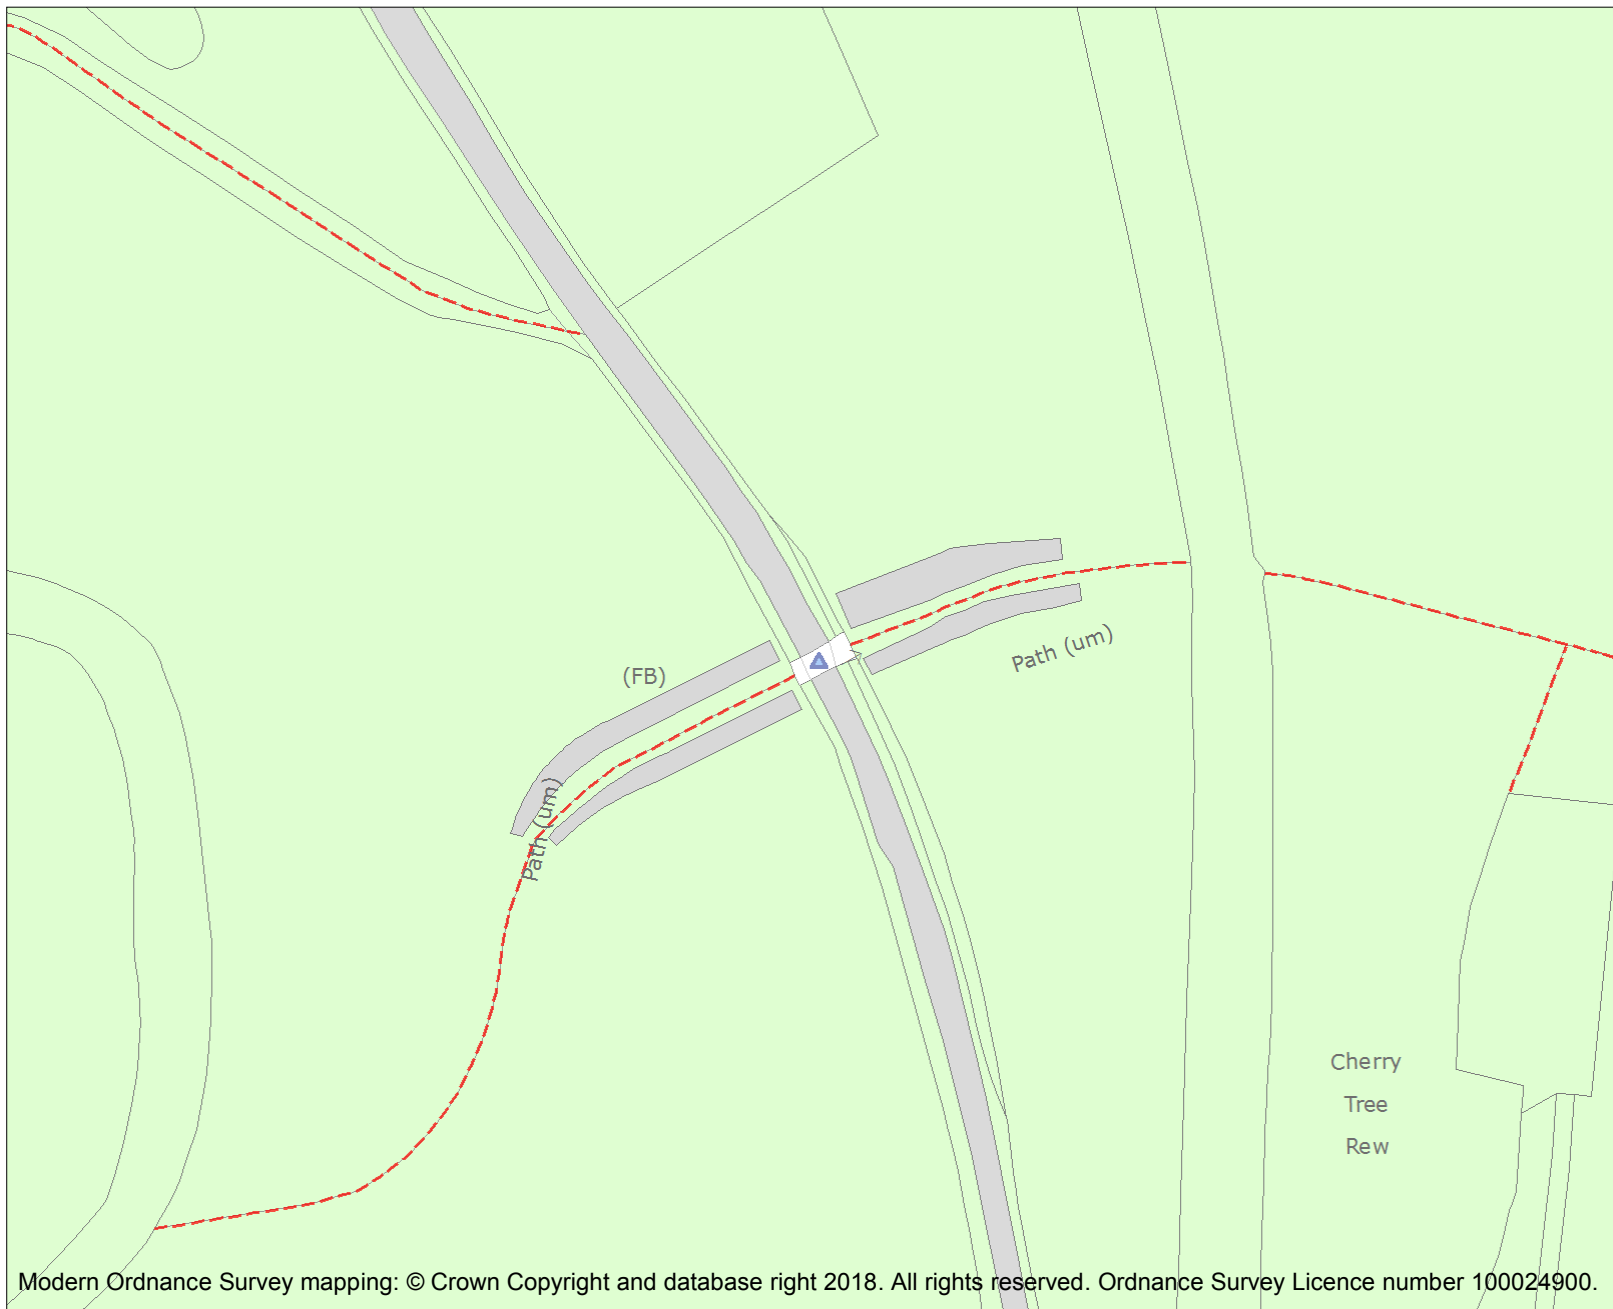 (FB)
Path (um)
Path (um)
Cherry
Tree
Rew
Modern Ordnance Survey mapping: © Crown Copyright and database right 2018. All rights reserved. Ordnance Survey Licence number 100024900.